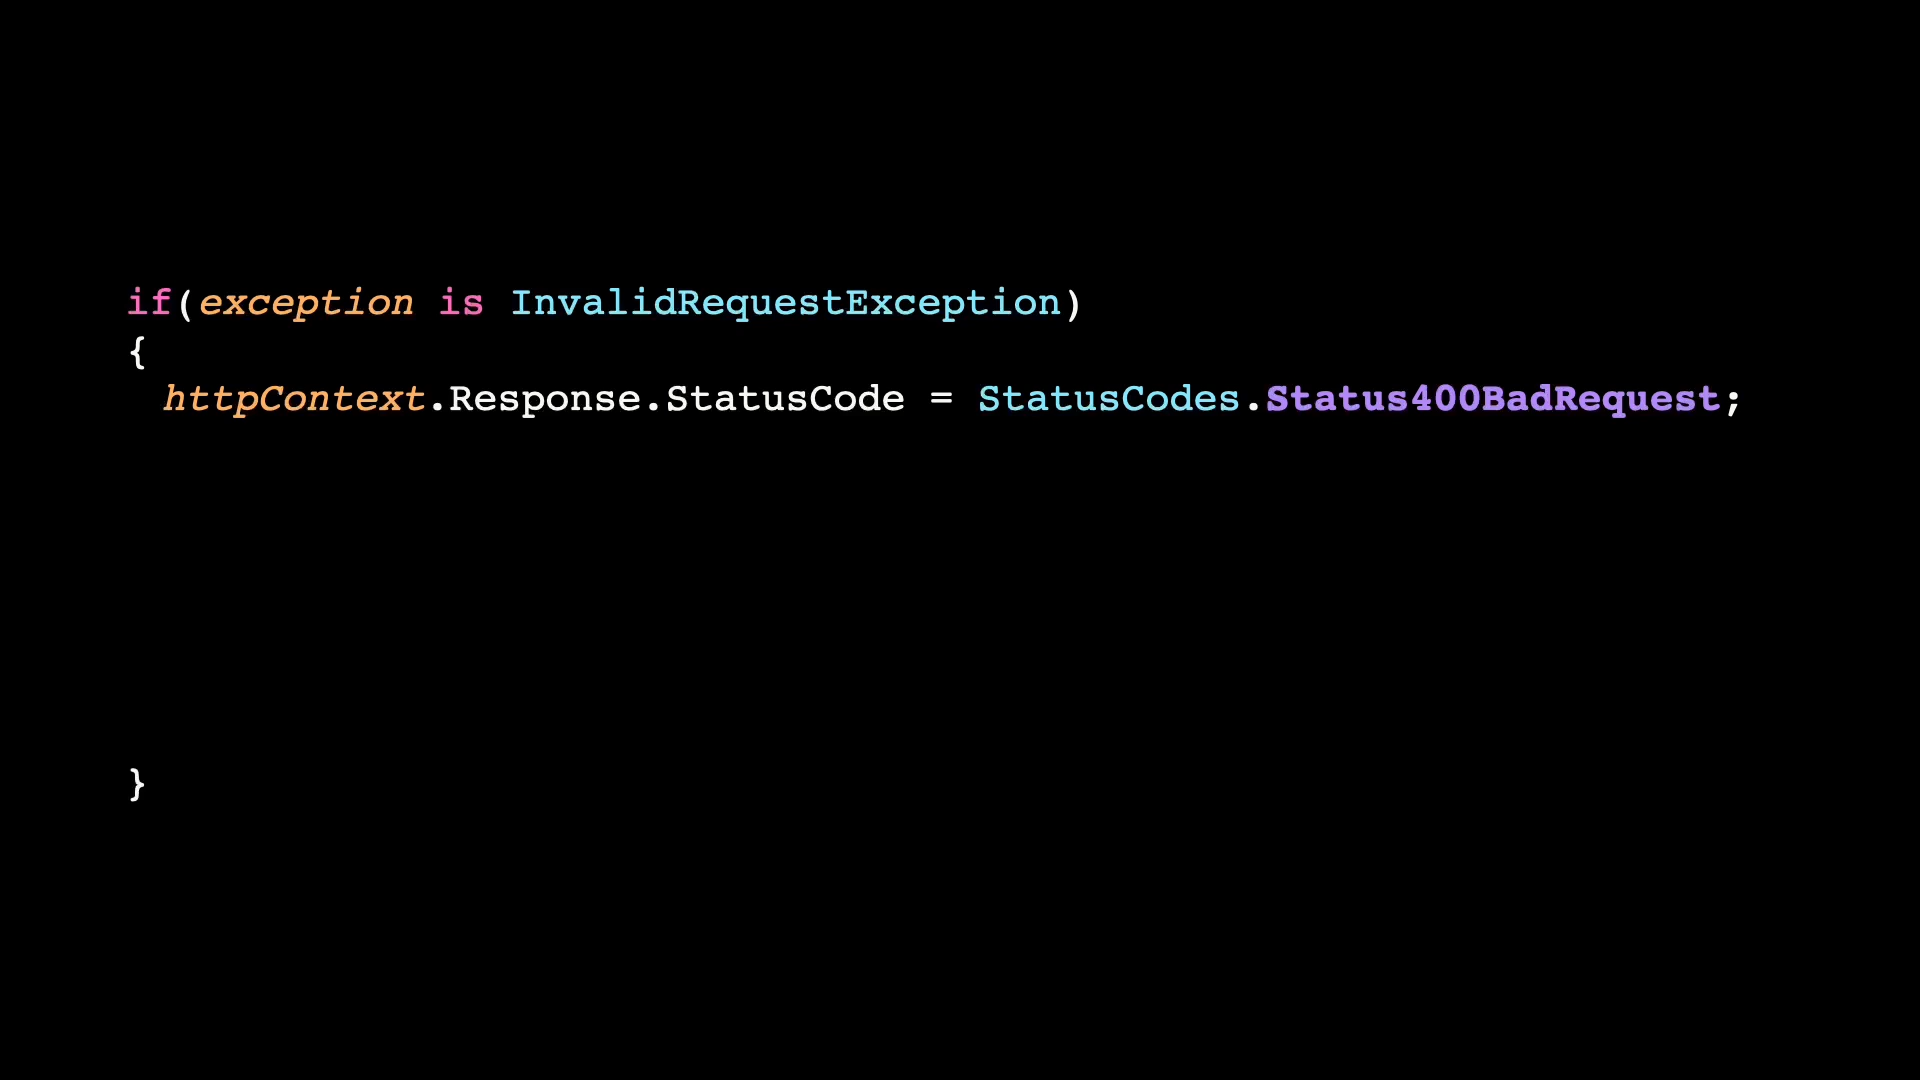 if(exception is InvalidRequestException)
{
  httpContext.Response.StatusCode = StatusCodes.Status400BadRequest;
}